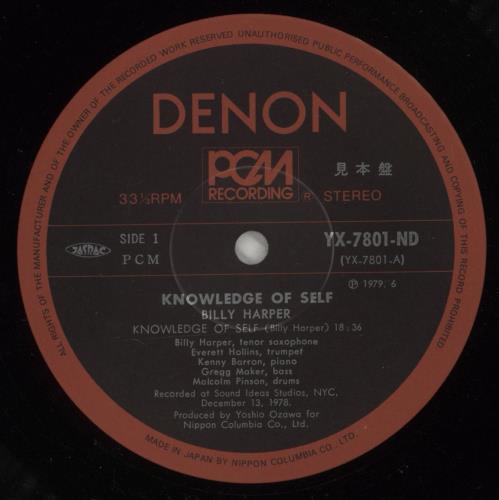 ALL RIGHTS OF THE MANUFACTURER AND OF THE OWNER OF THE RECORDED WORK RESERVED UNAUTHORISED PUBLIC PERFORMANCE BROADCASTING AND COPYING OF THIS RECORD PROHIBITED
DENON
PCM
RECORDING
見本盤
33⅓RPM
R STEREO
JASRAC
SIDE 1
PCM
YX-7801-ND
(YX-7801-A)
Ⓟ 1979. 6
KNOWLEDGE OF SELF
BILLY HARPER
KNOWLEDGE OF SELF (Billy Harper) 18:36
Billy Harper, tenor saxophone
Everett Hollins, trumpet
Kenny Barron, piano
Gregg Maker, bass
Malcolm Pinson, drums
Recorded at Sound Ideas Studios, NYC,
December 13, 1978.
Produced by Yoshio Ozawa for
Nippon Columbia Co., Ltd.
MADE IN JAPAN BY NIPPON COLUMBIA CO., LTD.